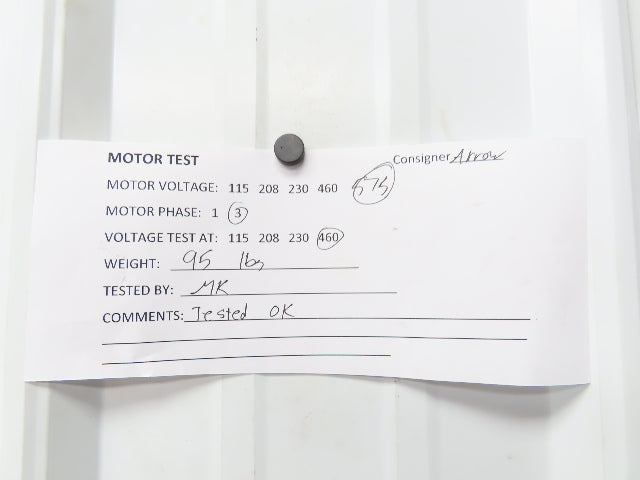 MOTOR TEST Consigner Arrow
MOTOR VOLTAGE: 115 208 230 460 575
MOTOR PHASE: 1 3
VOLTAGE TEST AT: 115 208 230 460
WEIGHT: 95 lbs
TESTED BY: MK
COMMENTS: Tested OK